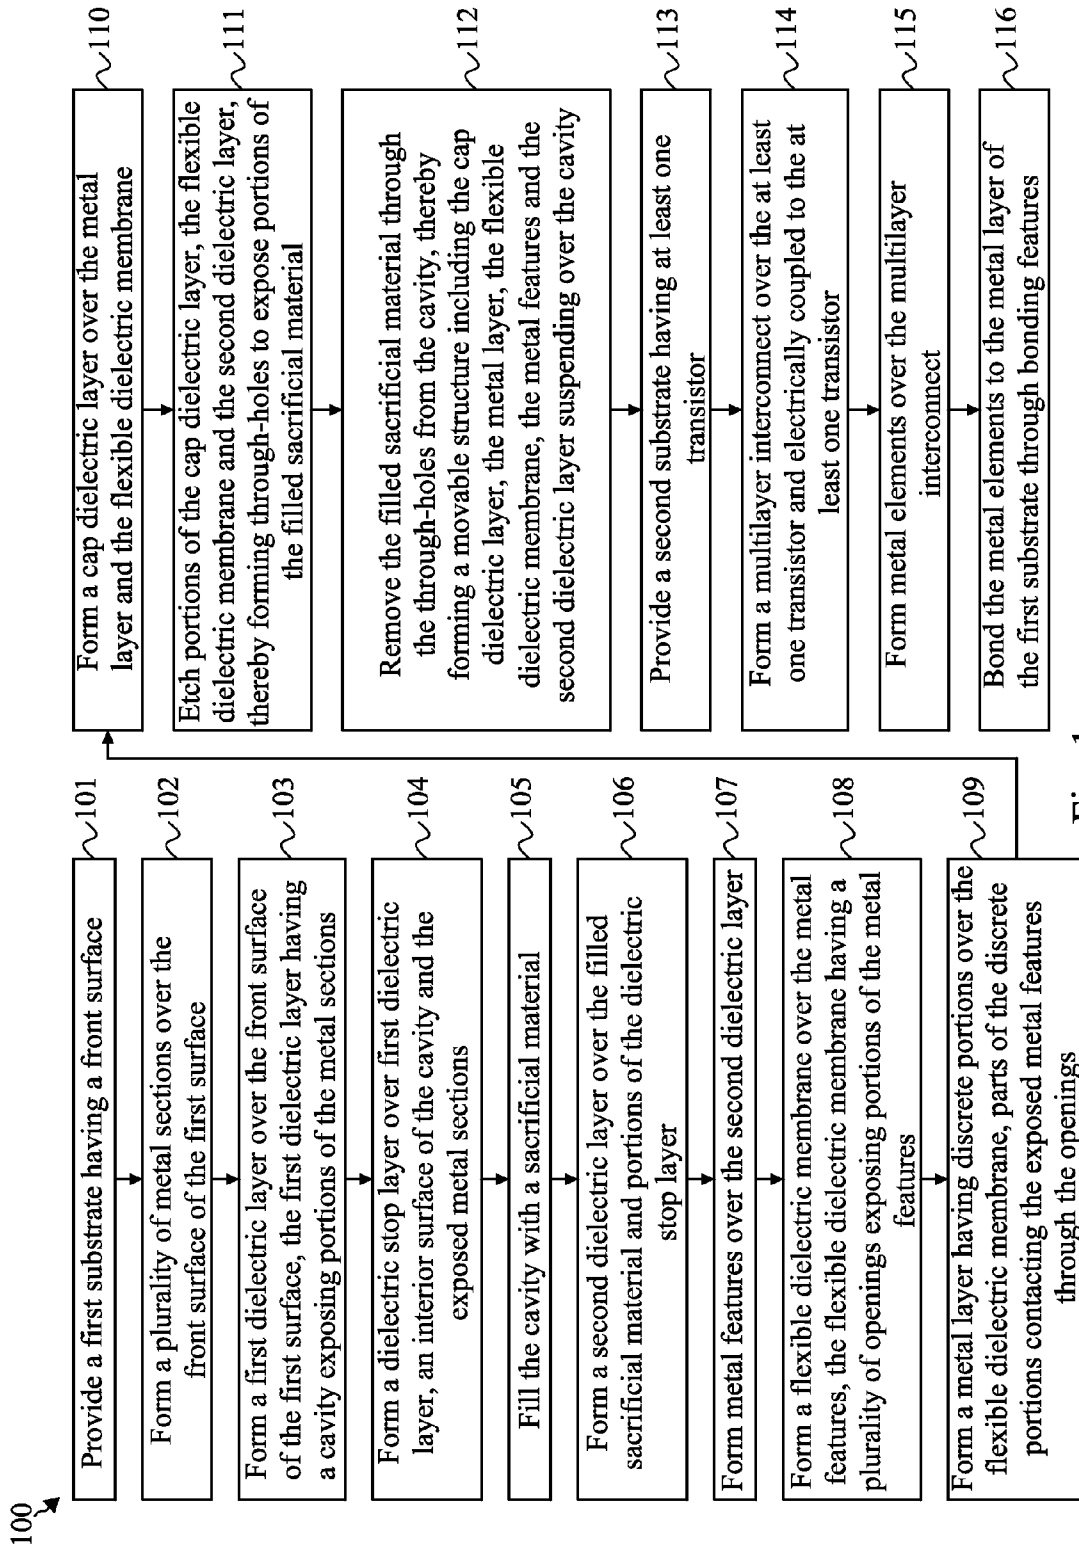 100
Provide a first substrate having a front surface
101
Form a plurality of metal sections over the
front surface of the first surface
102
Form a first dielectric layer over the front surface
of the first surface, the first dielectric layer having
a cavity exposing portions of the metal sections
103
Form a dielectric stop layer over first dielectric
layer, an interior surface of the cavity and the
exposed metal sections
104
Fill the cavity with a sacrificial material
105
Form a second dielectric layer over the filled
sacrificial material and portions of the dielectric
stop layer
106
Form metal features over the second dielectric layer
107
Form a flexible dielectric membrane over the metal
features, the flexible dielectric membrane having a
plurality of openings exposing portions of the metal
features
108
Form a metal layer having discrete portions over the
flexible dielectric membrane, parts of the discrete
portions contacting the exposed metal features
through the openings
109
Form a cap dielectric layer over the metal
layer and the flexible dielectric membrane
110
Etch portions of the cap dielectric layer, the flexible
dielectric membrane and the second dielectric layer,
thereby forming through-holes to expose portions of
the filled sacrificial material
111
Remove the filled sacrificial material through
the through-holes from the cavity, thereby
forming a movable structure including the cap
dielectric layer, the metal layer, the flexible
dielectric membrane, the metal features and the
second dielectric layer suspending over the cavity
112
Provide a second substrate having at least one
transistor
113
Form a multilayer interconnect over the at least
one transistor and electrically coupled to the at
least one transistor
114
Form metal elements over the multilayer
interconnect
115
Bond the metal elements to the metal layer of
the first substrate through bonding features
116